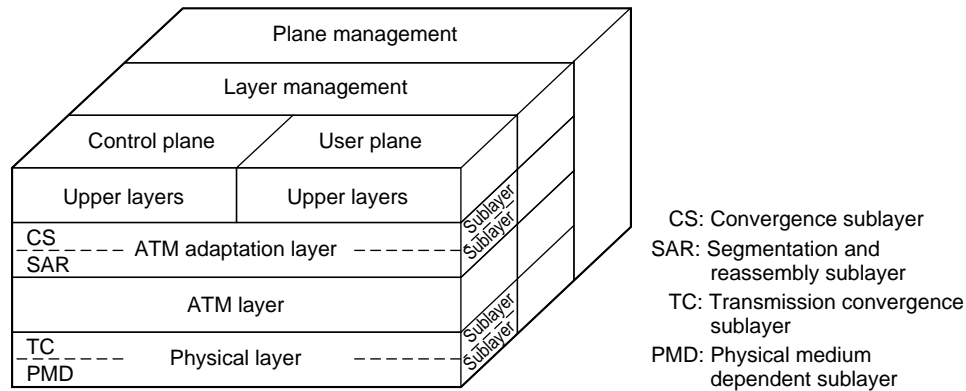 Plane management
Layer management
Control plane
User plane
Upper layers
Upper layers
Sublayer
Sublayer
CS
ATM adaptation layer
SAR
ATM layer
Sublayer
Sublayer
TC
Physical layer
PMD
CS: Convergence sublayer
SAR: Segmentation and
reassembly sublayer
TC: Transmission convergence
sublayer
PMD: Physical medium
dependent sublayer